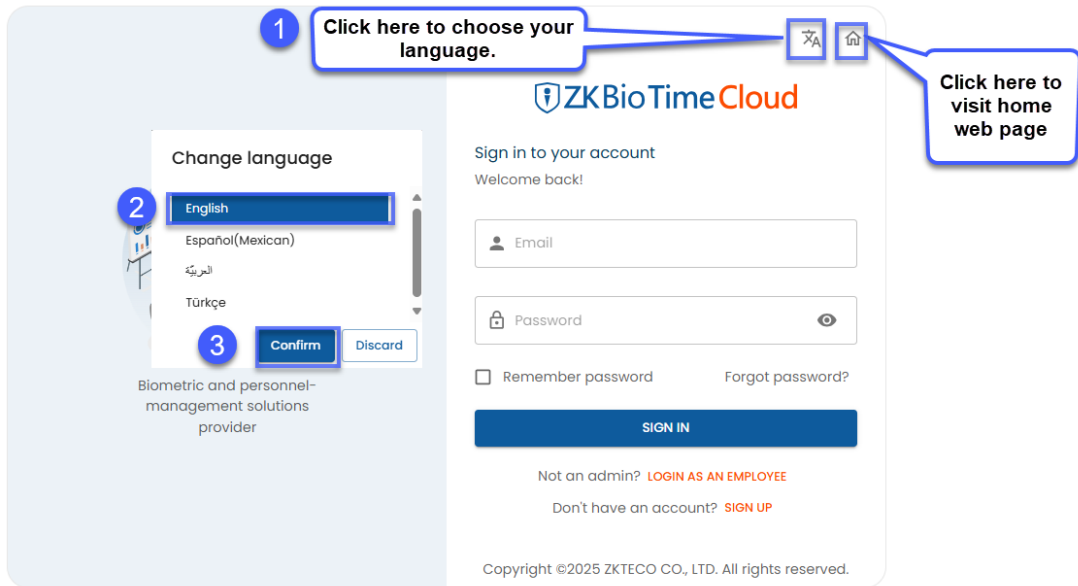 1
Click here to choose your
language.
Click here to
visit home
web page
ZKBioTime Cloud
Change language
2
English
Español(Mexican)
العربيّة
Türkçe
3
Confirm
Discard
Biometric and personnel-
management solutions
provider
Sign in to your account
Welcome back!
Email
Password
Remember password
Forgot password?
SIGN IN
Not an admin? LOGIN AS AN EMPLOYEE
Don't have an account? SIGN UP
Copyright ©2025 ZKTECO CO., LTD. All rights reserved.